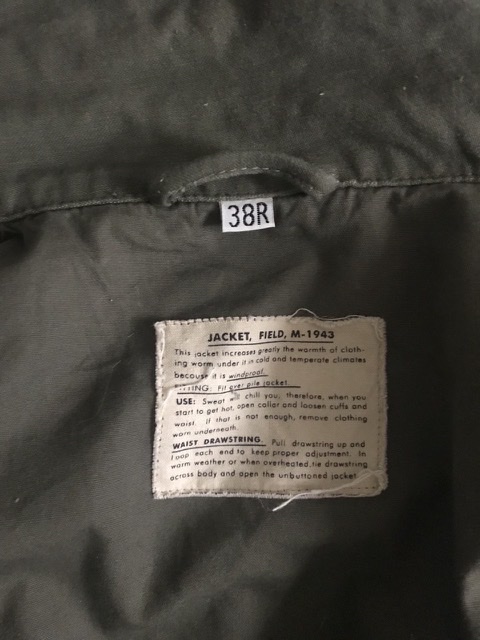 38R
JACKET, FIELD, M-1943
This jacket increases greatly the warmth of cloth-
ing worn under it in cold and temperate climates
because it is windproof.
TING: Fit over pile jacket.
USE: Sweat will chill you, therefore, when you
start to get hot, open collar and loosen cuffs and
waist. If that is not enough, remove clothing
worn underneath.
WAIST DRAWSTRING. Pull drawstring up and
loop each end to keep proper adjustment. In
warm weather or when overheated, tie drawstring
across body and open the unbuttoned jacket